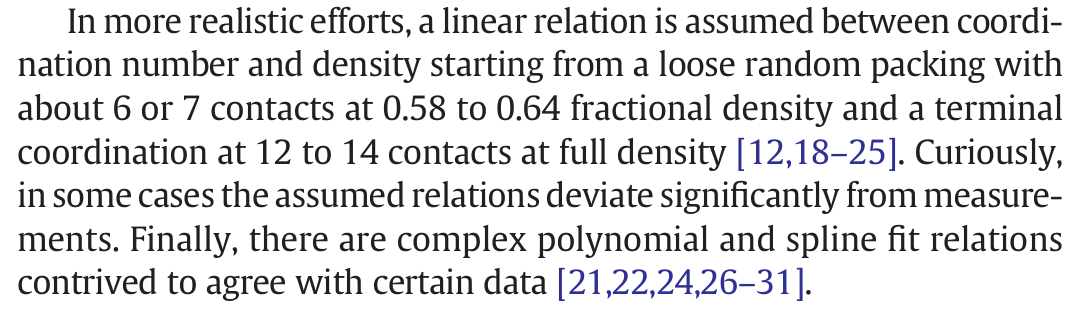 In more realistic efforts, a linear relation is assumed between coordi-
nation number and density starting from a loose random packing with
about 6 or 7 contacts at 0.58 to 0.64 fractional density and a terminal
coordination at 12 to 14 contacts at full density [12,18–25]. Curiously,
in some cases the assumed relations deviate significantly from measure-
ments. Finally, there are complex polynomial and spline fit relations
contrived to agree with certain data [21,22,24,26–31].